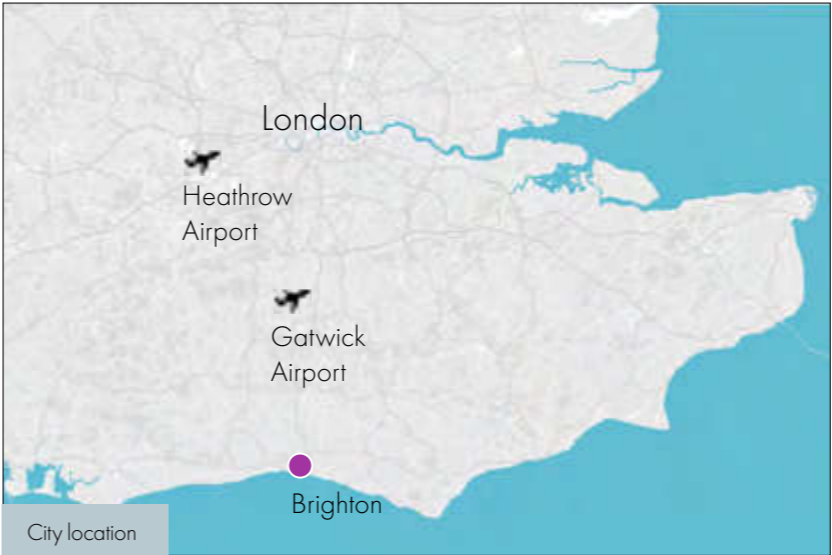 London
Heathrow
Airport
Gatwick
Airport
Brighton
City location